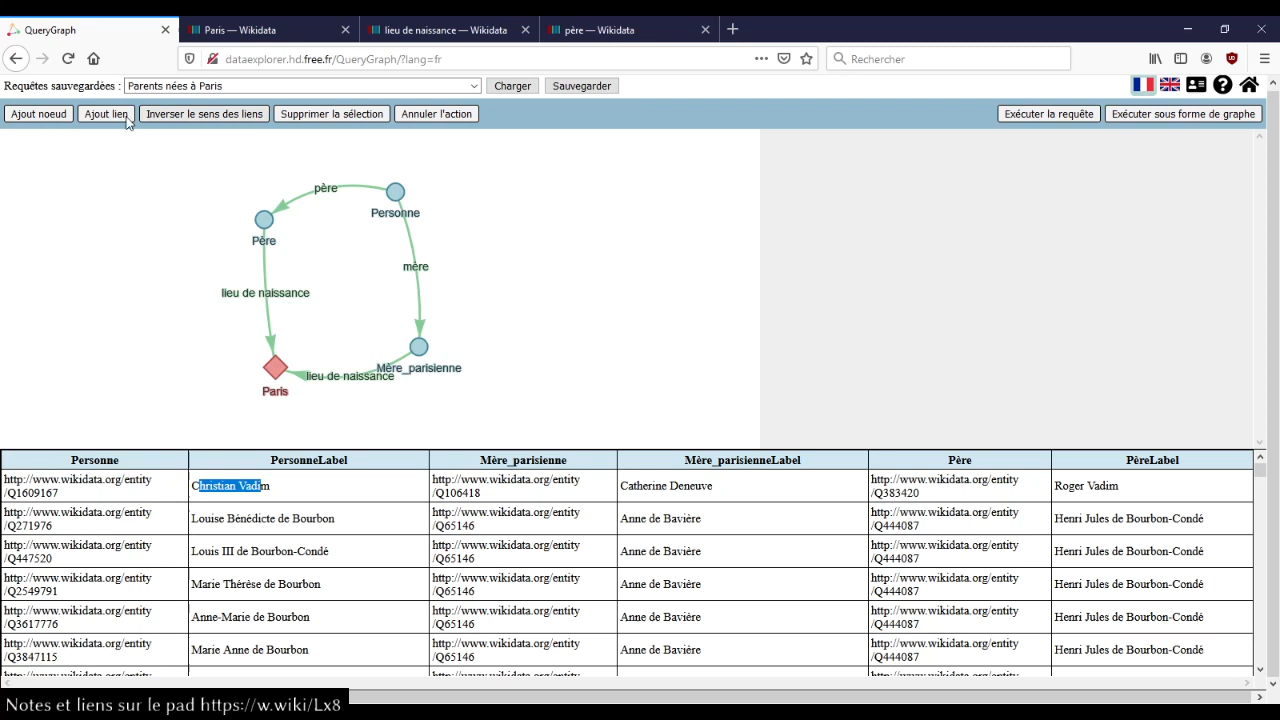 QueryGraph
Paris — Wikidata
lieu de naissance — Wikidata
père — Wikidata
dataexplorer.hd.free.fr/QueryGraph/?lang=fr
Rechercher
Requêtes sauvegardées :
Parents nées à Paris
Charger
Sauvegarder
Ajout noeud
Ajout lien
Inverser le sens des liens
Supprimer la sélection
Annuler l'action
Exécuter la requête
Exécuter sous forme de graphe
père
Personne
Père
mère
lieu de naissance
Mère_parisienne
lieu de naissance
Paris
Personne PersonneLabel Mère_parisienne Mère_parisienneLabel Père PèreLabel
http://www.wikidata.org/entity/Q1609167 Christian Vadim http://www.wikidata.org/entity/Q106418 Catherine Deneuve http://www.wikidata.org/entity/Q383420 Roger Vadim
http://www.wikidata.org/entity/Q271976 Louise Bénédicte de Bourbon http://www.wikidata.org/entity/Q65146 Anne de Bavière http://www.wikidata.org/entity/Q444087 Henri Jules de Bourbon-Condé
http://www.wikidata.org/entity/Q447520 Louis III de Bourbon-Condé http://www.wikidata.org/entity/Q65146 Anne de Bavière http://www.wikidata.org/entity/Q444087 Henri Jules de Bourbon-Condé
http://www.wikidata.org/entity/Q2549791 Marie Thérèse de Bourbon http://www.wikidata.org/entity/Q65146 Anne de Bavière http://www.wikidata.org/entity/Q444087 Henri Jules de Bourbon-Condé
http://www.wikidata.org/entity/Q3617776 Anne-Marie de Bourbon http://www.wikidata.org/entity/Q65146 Anne de Bavière http://www.wikidata.org/entity/Q444087 Henri Jules de Bourbon-Condé
http://www.wikidata.org/entity/Q3847115 Marie Anne de Bourbon http://www.wikidata.org/entity/Q65146 Anne de Bavière http://www.wikidata.org/entity/Q444087 Henri Jules de Bourbon-Condé
Notes et liens sur le pad https://w.wiki/Lx8